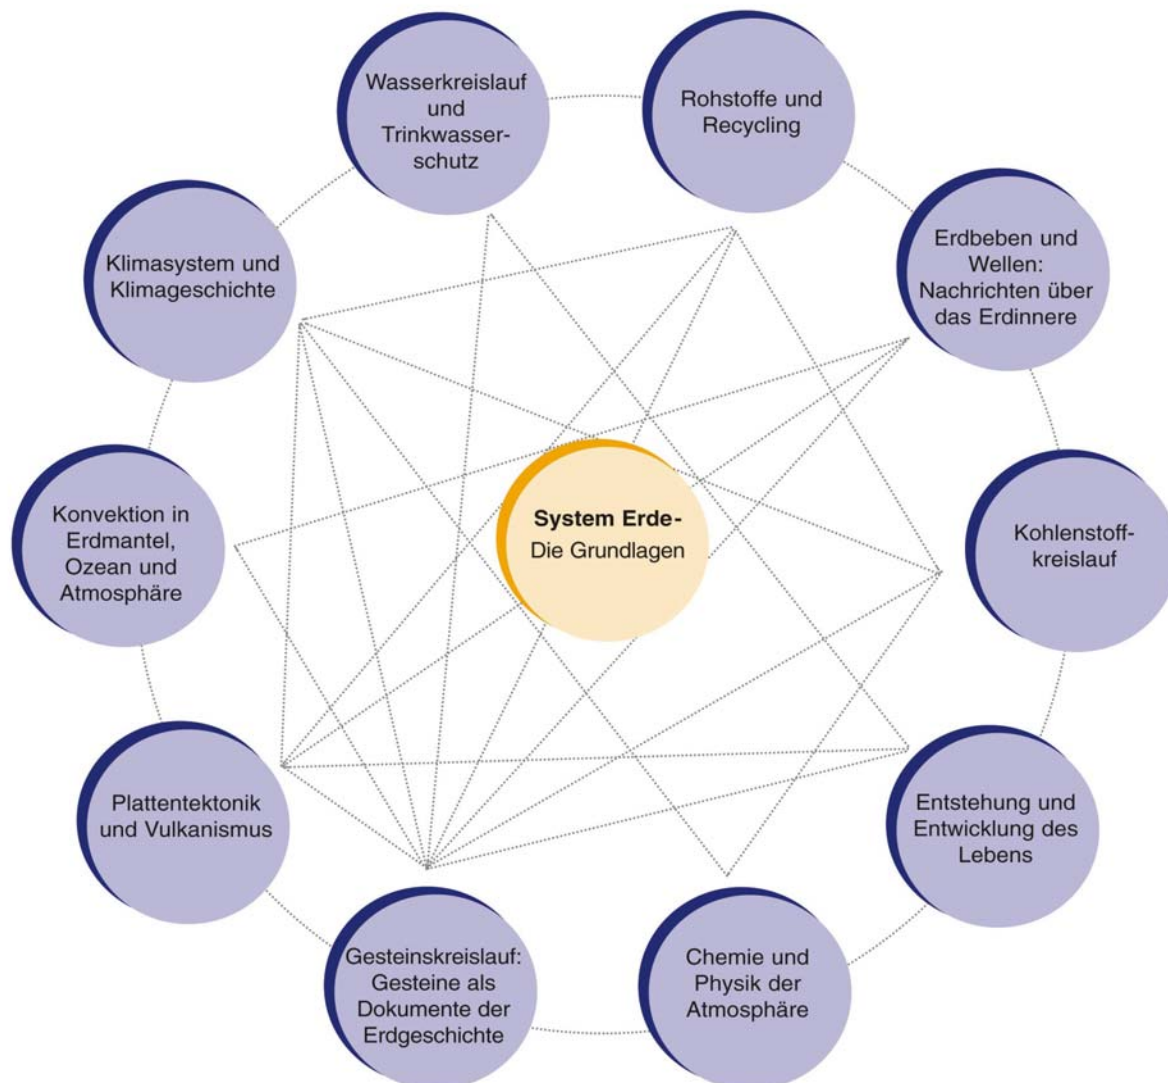 Wasserkreislauf
und
Trinkwasser-
schutz
Rohstoffe und
Recycling
Klimasystem und
Klimageschichte
Erdbeben und
Wellen:
Nachrichten über
das Erdinnere
Konvektion in
Erdmantel,
Ozean und
Atmosphäre
System Erde-
Die Grundlagen
Kohlenstoff-
kreislauf
Plattentektonik
und Vulkanismus
Entstehung und
Entwicklung des
Lebens
Gesteinskreislauf:
Gesteine als
Dokumente der
Erdgeschichte
Chemie und
Physik der
Atmosphäre